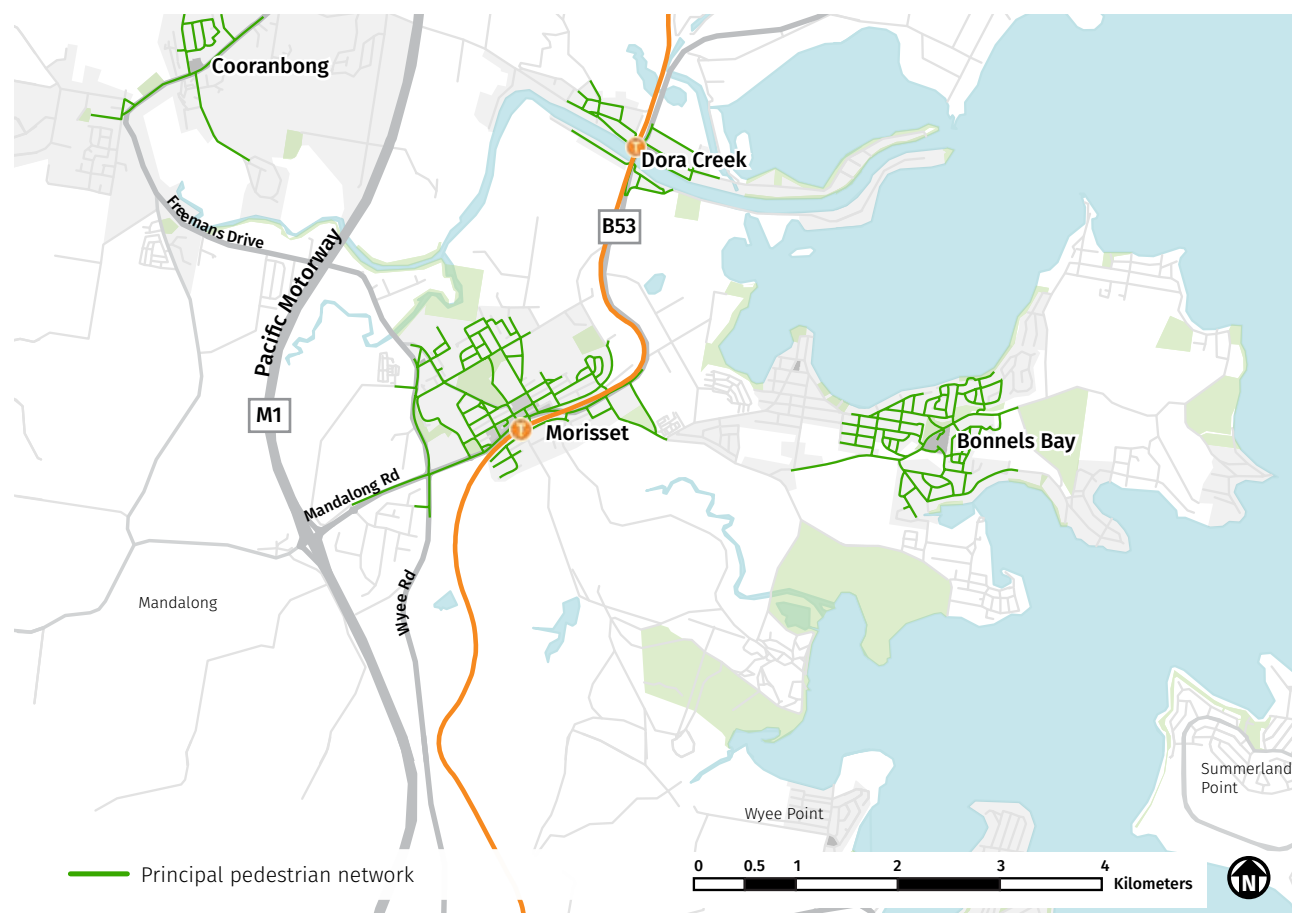 Cooranbong
Dora Creek
Freemans Drive
B53
Pacific Motorway
M1
Morisset
Bonnels Bay
Mandalong Rd
Wyee Rd
Mandalong
Summerland
Point
Wyee Point
Principal pedestrian network
0 0.5 1 2 3 4
Kilometers
N
T
T